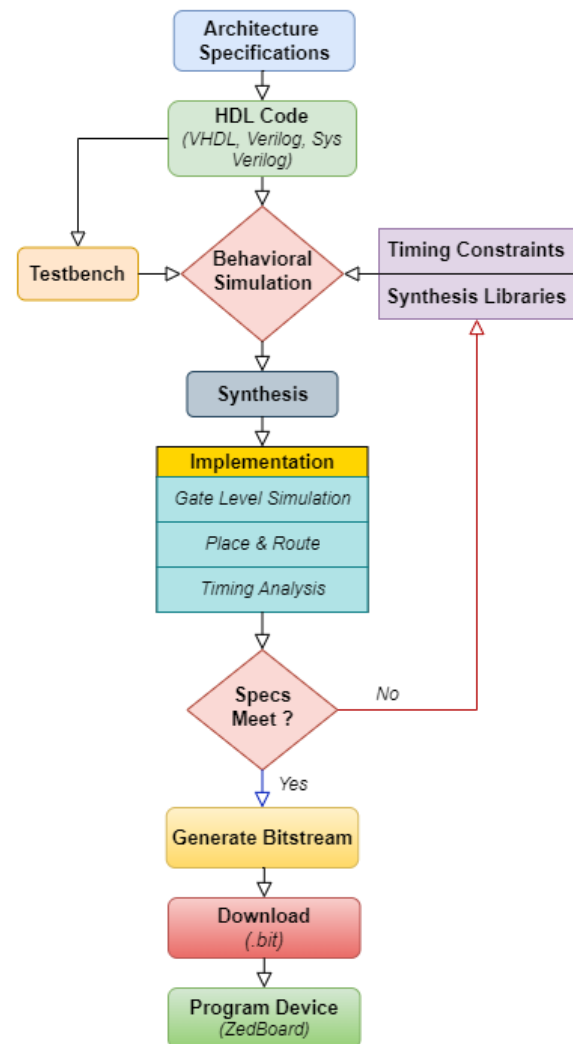 Architecture
Specifications
HDL Code
(VHDL, Verilog, Sys
Verilog)
Testbench
Behavioral
Simulation
Timing Constraints
Synthesis Libraries
Synthesis
Implementation
Gate Level Simulation
Place & Route
Timing Analysis
Specs
Meet ?
No
Yes
Generate Bitstream
Download
(.bit)
Program Device
(ZedBoard)